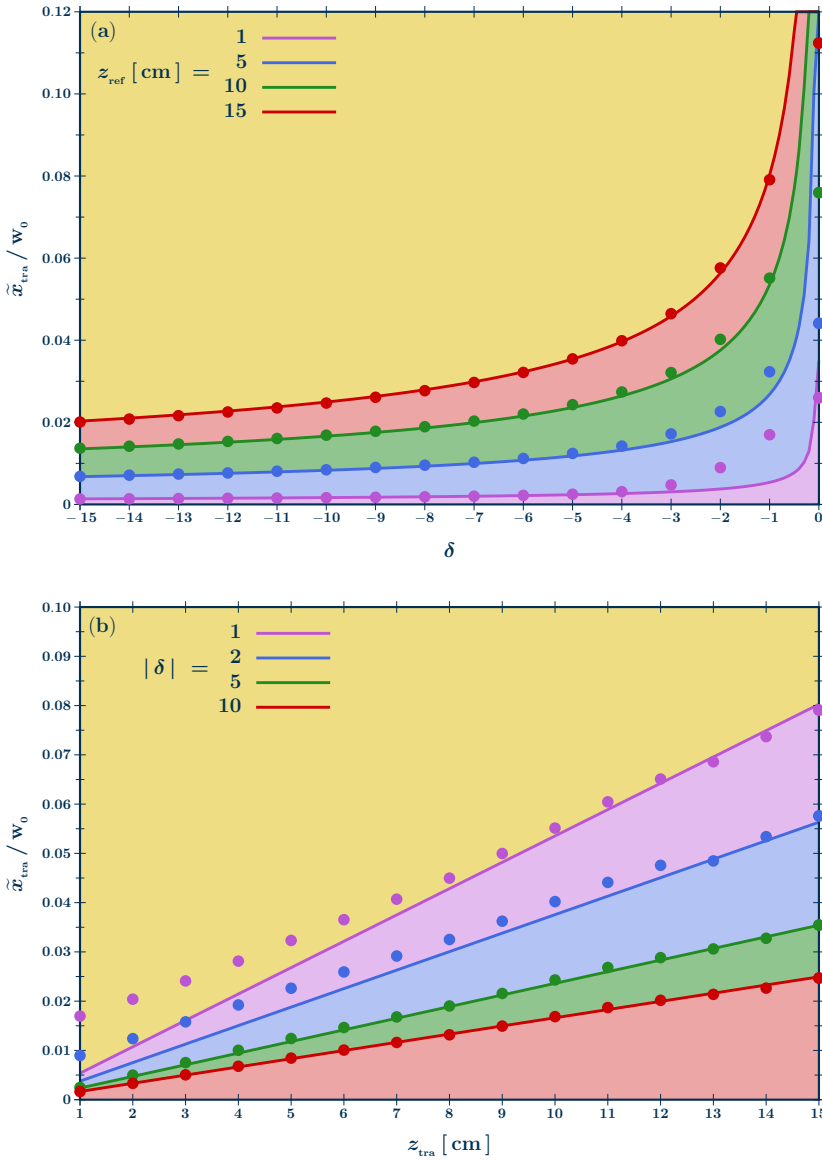 (a)
z_ref [cm] =
1
5
10
15
0.12
0.10
0.08
0.06
0.04
0.02
0
x̃_tra / w₀
−15 −14 −13 −12 −11 −10 −9 −8 −7 −6 −5 −4 −3 −2 −1 0
δ
(b)
|δ| =
1
2
5
10
0.10
0.09
0.08
0.07
0.06
0.05
0.04
0.03
0.02
0.01
0
x̃_tra / w₀
1 2 3 4 5 6 7 8 9 10 11 12 13 14 15
z_tra [cm]